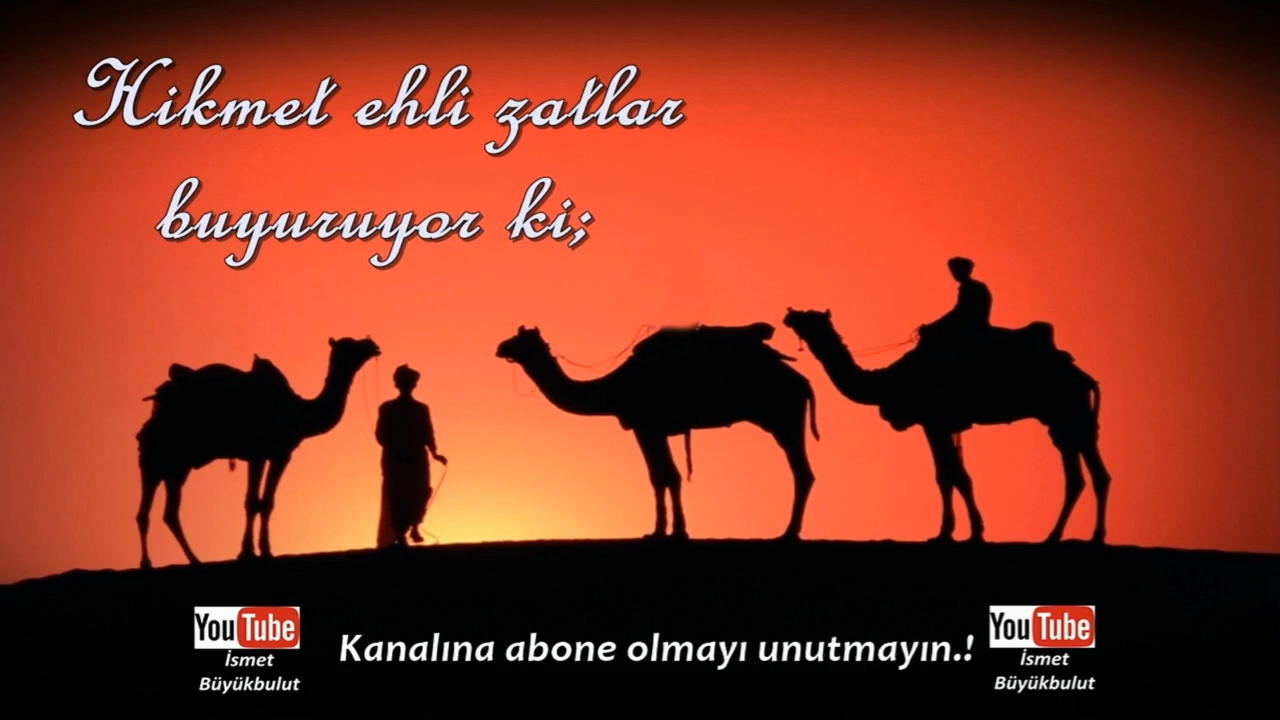 Hikmet ehli zatlar
buyuruyor ki;
YouTube
İsmet
Büyükbulut
Kanalına abone olmayı unutmayın.!
YouTube
İsmet
Büyükbulut